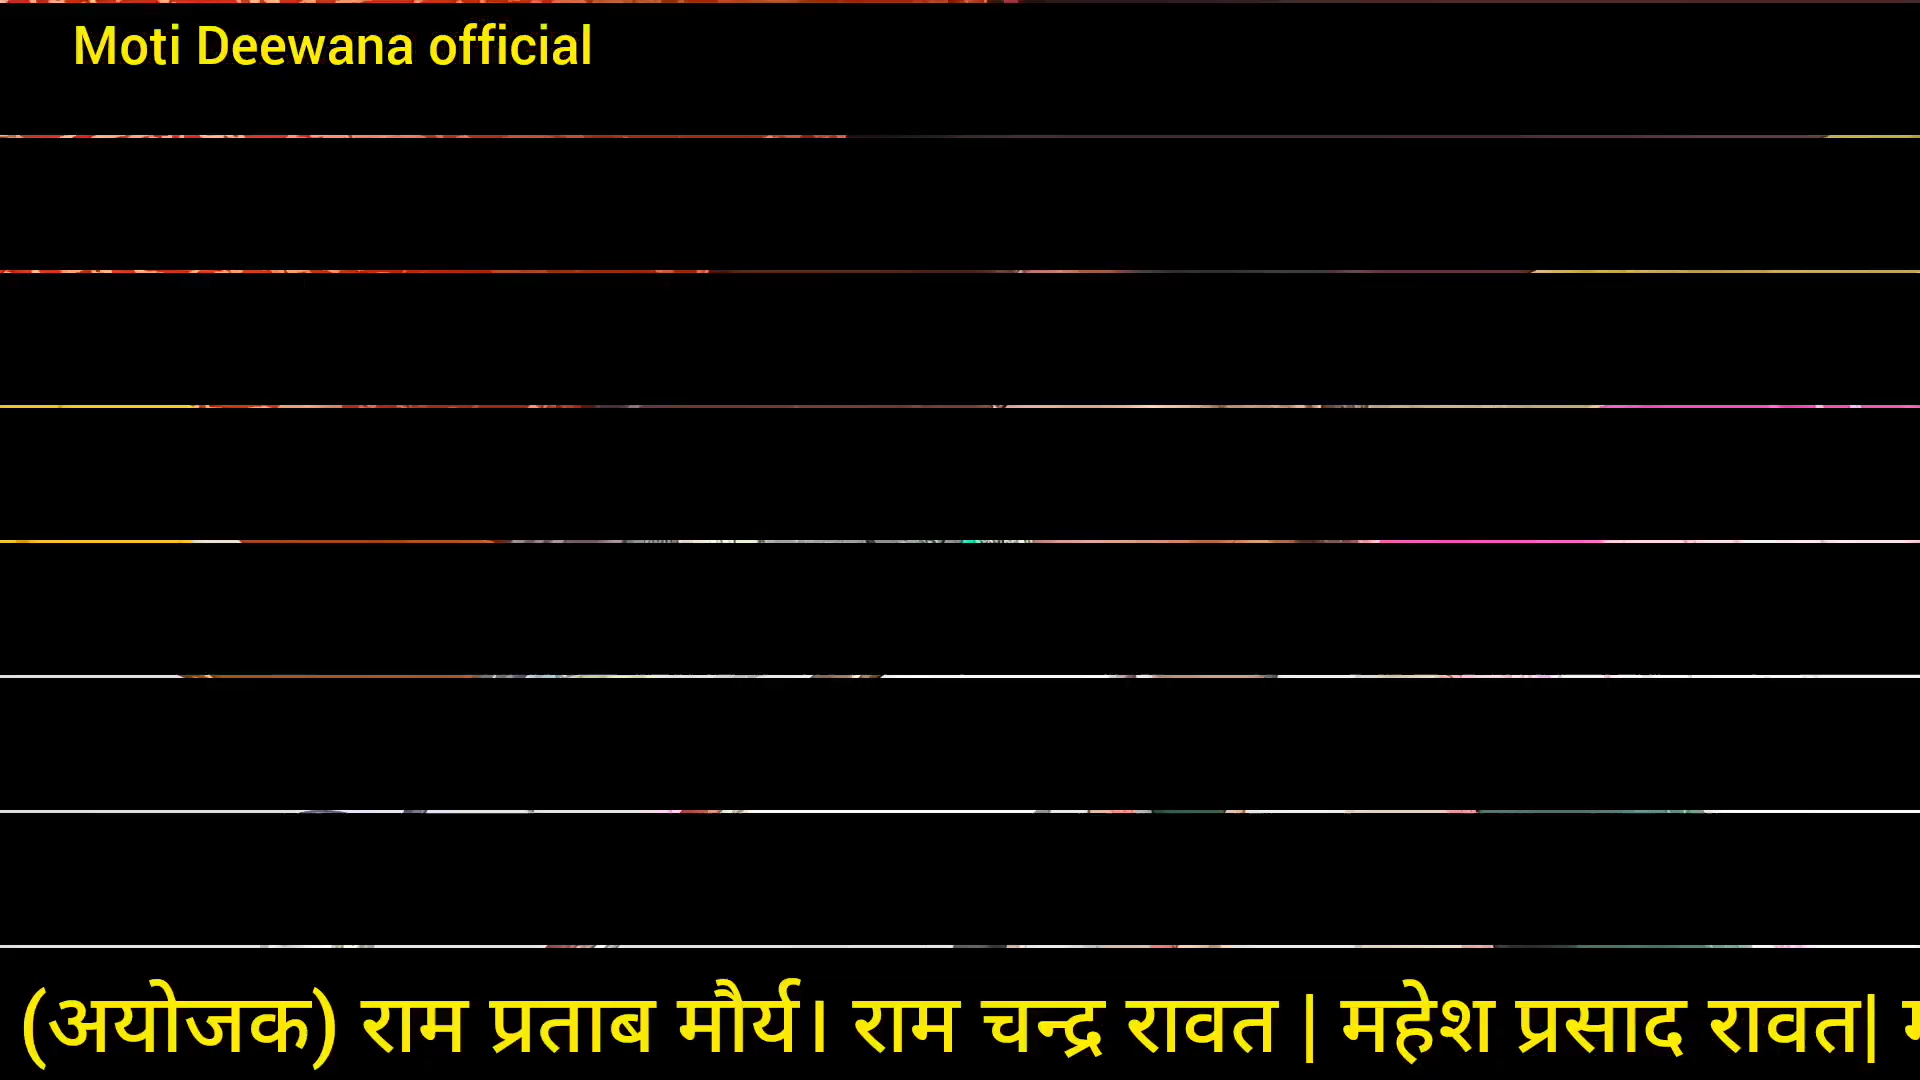 Moti Deewana official
(अयोजक) राम प्रताब मौर्य। राम चन्द्र रावत | महेश प्रसाद रावत|